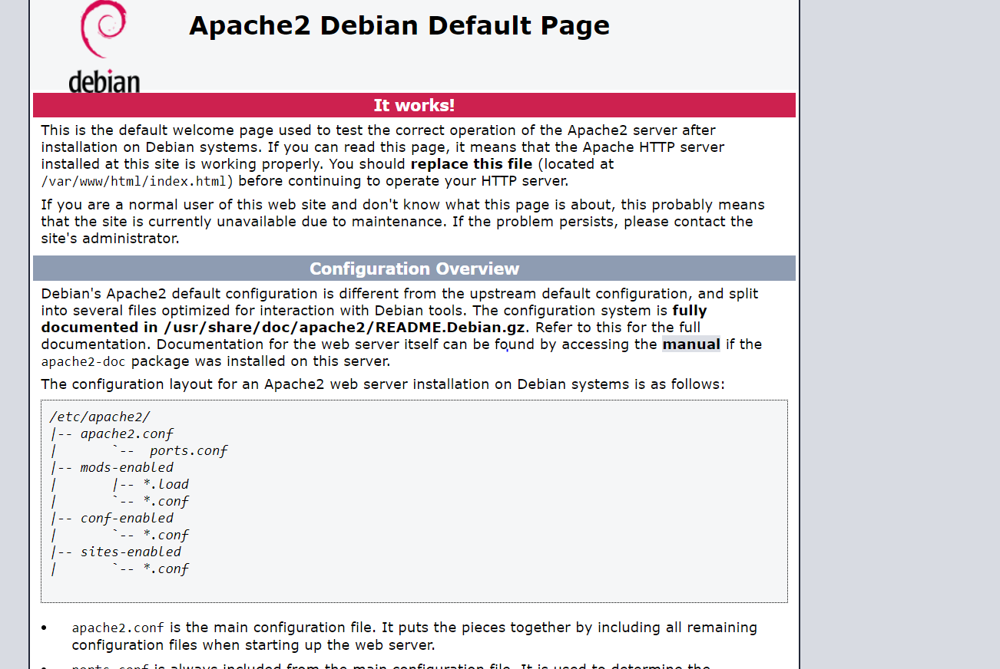 debian
Apache2 Debian Default Page
It works!
This is the default welcome page used to test the correct operation of the Apache2 server after
installation on Debian systems. If you can read this page, it means that the Apache HTTP server
installed at this site is working properly. You should replace this file (located at
/var/www/html/index.html) before continuing to operate your HTTP server.
If you are a normal user of this web site and don't know what this page is about, this probably means
that the site is currently unavailable due to maintenance. If the problem persists, please contact the
site's administrator.
Configuration Overview
Debian's Apache2 default configuration is different from the upstream default configuration, and split
into several files optimized for interaction with Debian tools. The configuration system is fully
documented in /usr/share/doc/apache2/README.Debian.gz. Refer to this for the full
documentation. Documentation for the web server itself can be found by accessing the manual if the
apache2-doc package was installed on this server.
The configuration layout for an Apache2 web server installation on Debian systems is as follows:
/etc/apache2/
|-- apache2.conf
|       `--  ports.conf
|-- mods-enabled
|       |-- *.load
|       `-- *.conf
|-- conf-enabled
|       `-- *.conf
|-- sites-enabled
|       `-- *.conf
• apache2.conf is the main configuration file. It puts the pieces together by including all remaining
configuration files when starting up the web server.
• ports.conf is always included from the main configuration file. It is used to determine the